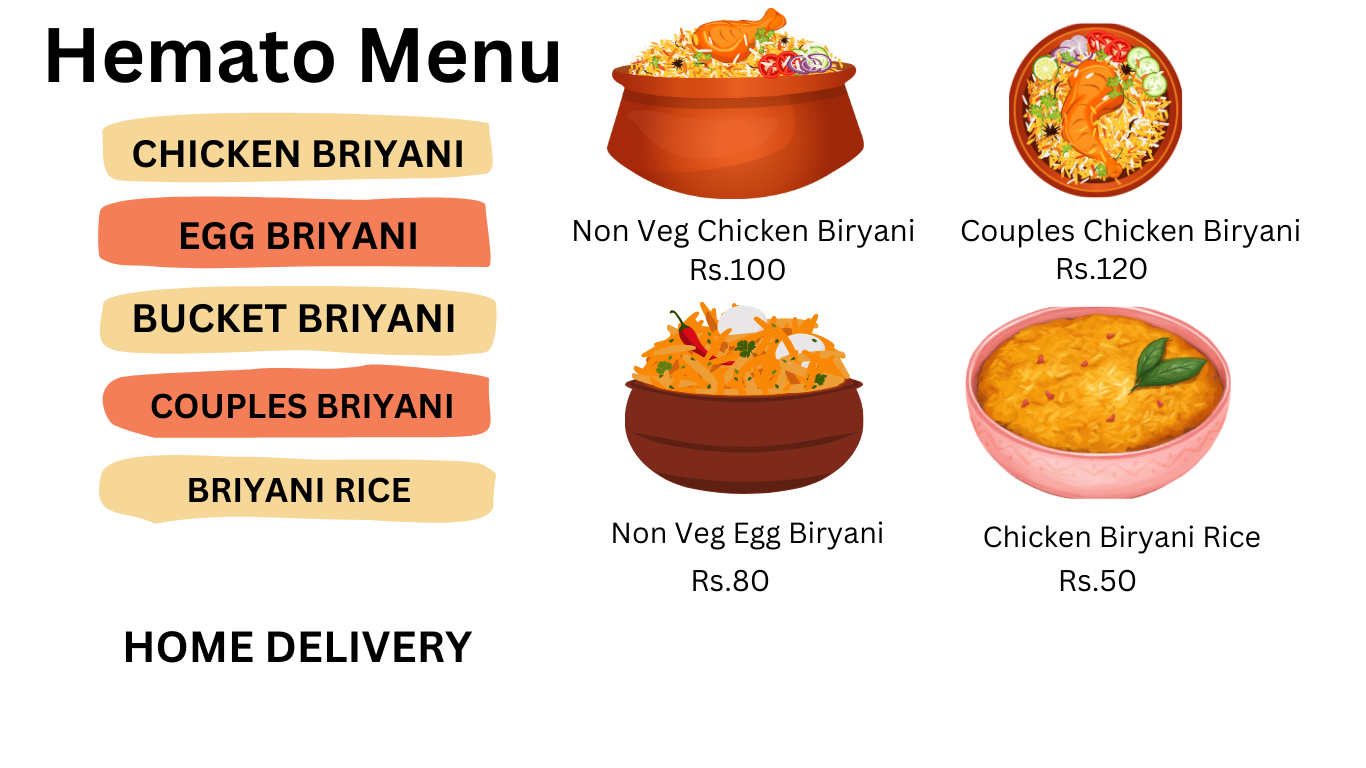 Hemato Menu
CHICKEN BRIYANI
EGG BRIYANI
BUCKET BRIYANI
COUPLES BRIYANI
BRIYANI RICE
HOME DELIVERY
Non Veg Chicken Biryani
Rs.100
Couples Chicken Biryani
Rs.120
Non Veg Egg Biryani
Rs.80
Chicken Biryani Rice
Rs.50